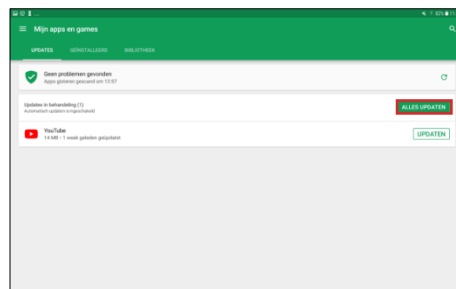 Mijn apps en games
UPDATES GEÏNSTALLEERD BIBLIOTHEEK
Geen problemen gevonden
Apps gisteren gescand om 12:57
Updates in behandeling (1)
Automatisch updaten is ingeschakeld
ALLES UPDATEN
YouTube
14 MB • 1 week geleden geüpdatet
UPDATEN